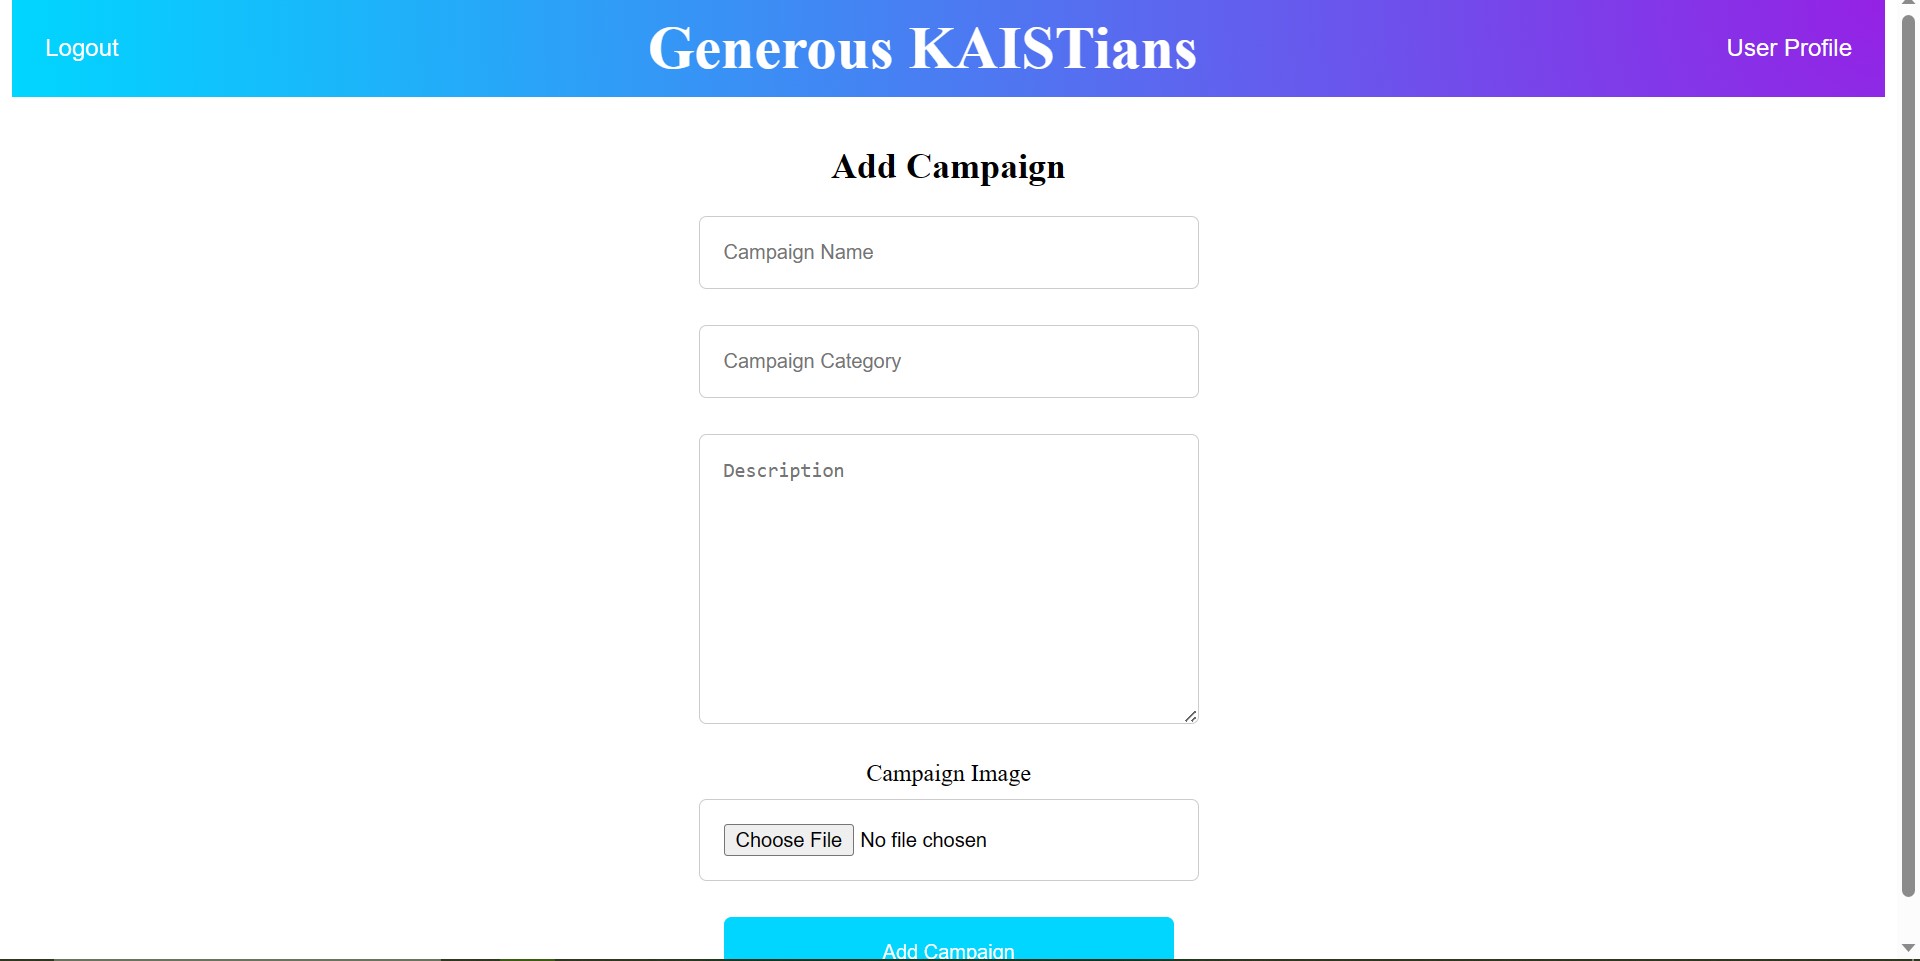 Logout
Generous KAISTians
User Profile
Add Campaign
Campaign Name
Campaign Category
Description
Campaign Image
Choose File No file chosen
Add Campaign